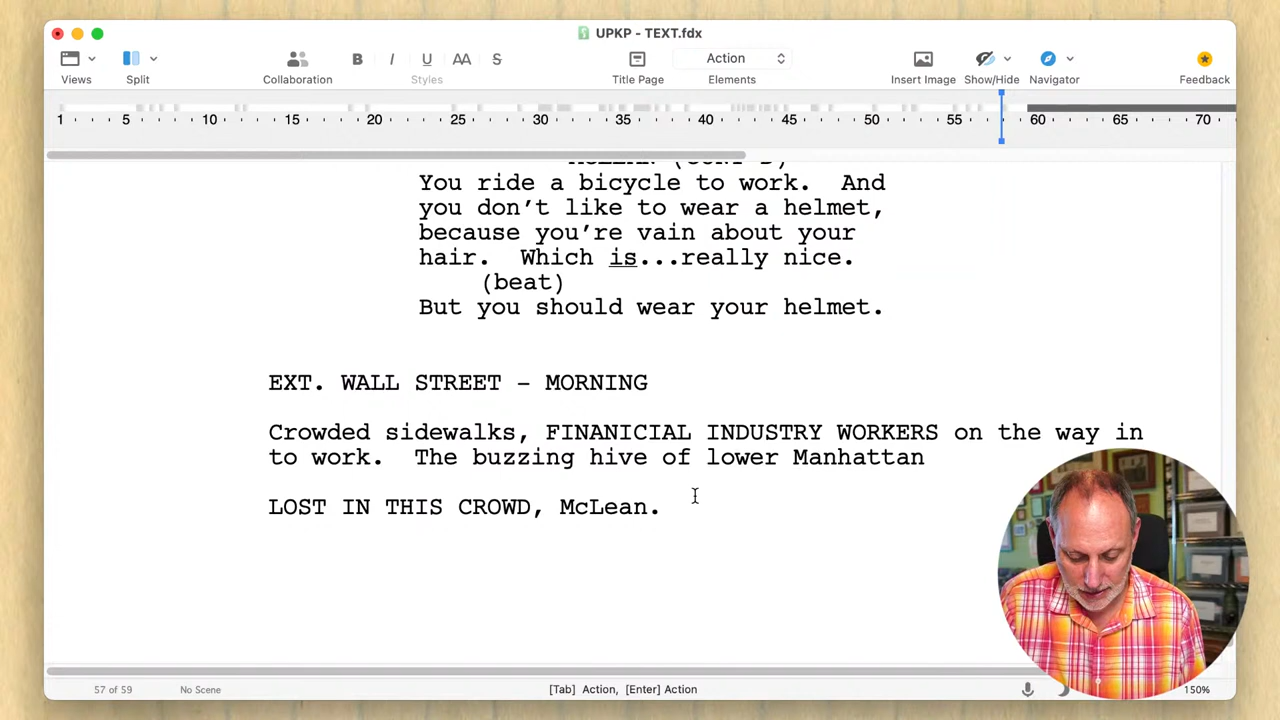 UPKP - TEXT.fdx
Action
Views
Split
Collaboration
B I U AA S
Styles
Title Page
Elements
Insert Image
Show/Hide
Navigator
Feedback
1 5 10 15 20 25 30 35 40 45 50 55 60 65 70
You ride a bicycle to work.  And
you don’t like to wear a helmet,
because you’re vain about your
hair.  Which is...really nice.
(beat)
But you should wear your helmet.
EXT. WALL STREET – MORNING
Crowded sidewalks, FINANICIAL INDUSTRY WORKERS on the way in
to work.  The buzzing hive of lower Manhattan
LOST IN THIS CROWD, McLean.
57 of 59
No Scene
[Tab] Action, [Enter] Action
150%